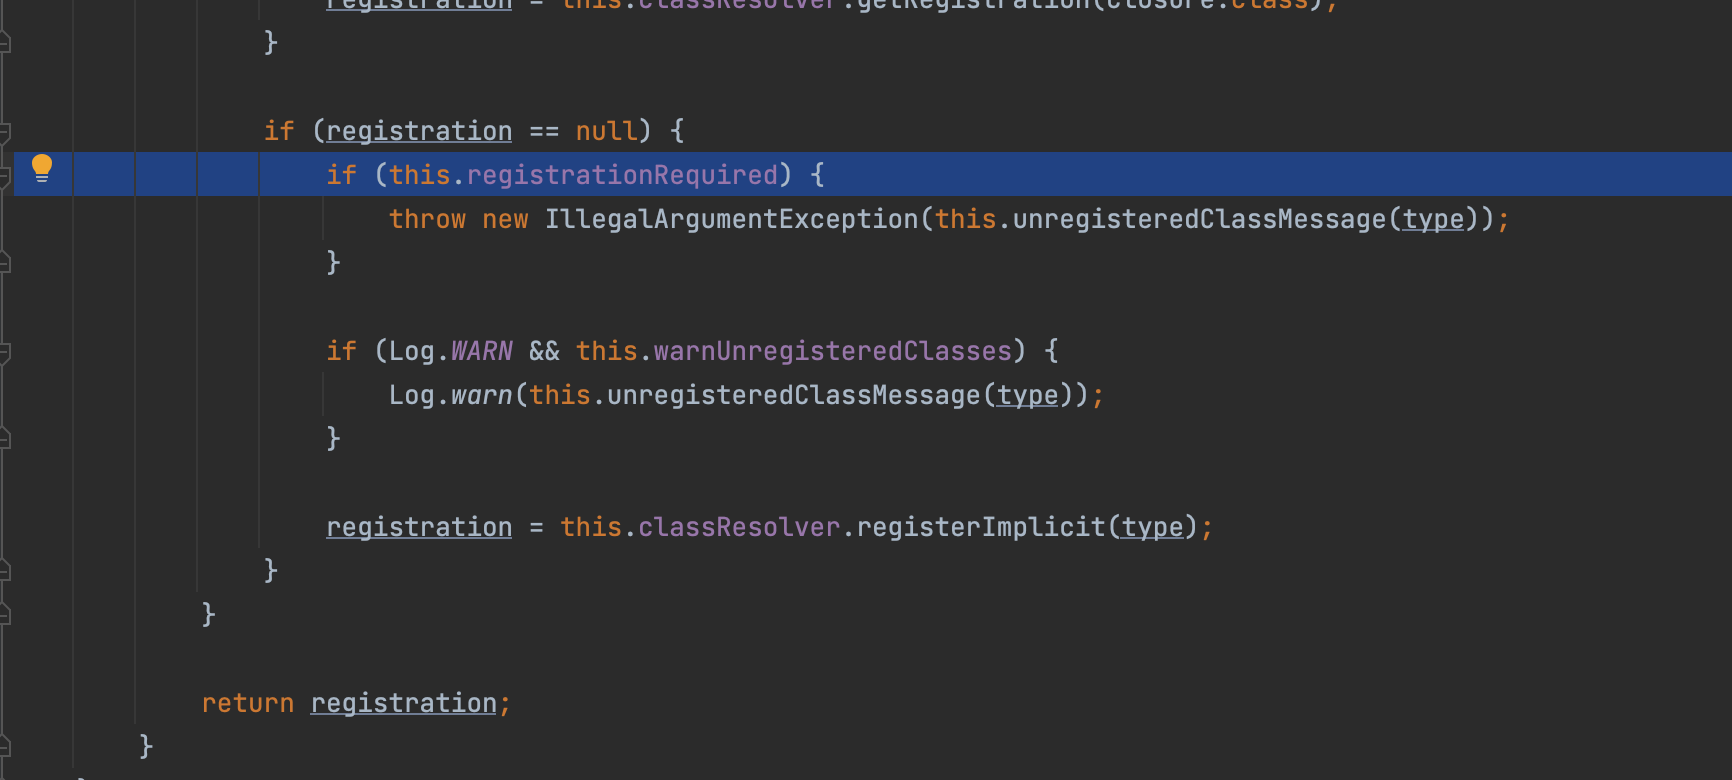 registration = this.classResolver.getRegistration(Closure.class);
}
if (registration == null) {
if (this.registrationRequired) {
throw new IllegalArgumentException(this.unregisteredClassMessage(type));
}
if (Log.WARN && this.warnUnregisteredClasses) {
Log.warn(this.unregisteredClassMessage(type));
}
registration = this.classResolver.registerImplicit(type);
}
}
return registration;
}
}